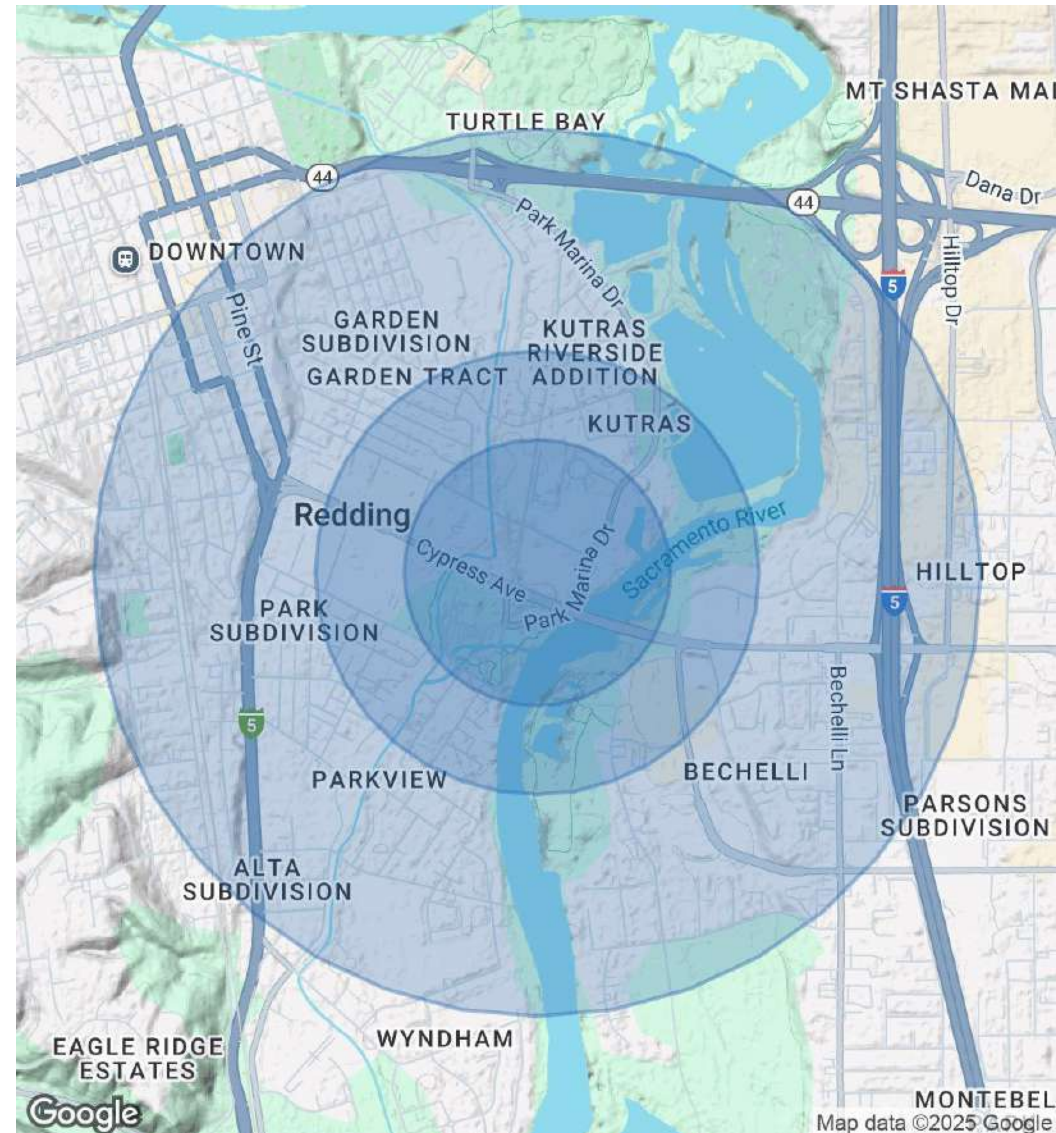 MT SHASTA MAL
TURTLE BAY
44
44
Dana Dr
Park Marina Dr
DOWNTOWN
Hilltop Dr
5
Pine St
GARDEN
SUBDIVISION
KUTRAS
RIVERSIDE
ADDITION
GARDEN TRACT
KUTRAS
Redding
Sacramento River
Cypress Ave
Park Marina Dr
HILLTOP
5
PARK
SUBDIVISION
Bechelli Ln
5
PARKVIEW
BECHELLI
PARSONS
SUBDIVISION
ALTA
SUBDIVISION
WYNDHAM
EAGLE RIDGE
ESTATES
MONTEBEL
Google
Map data ©2025 Google